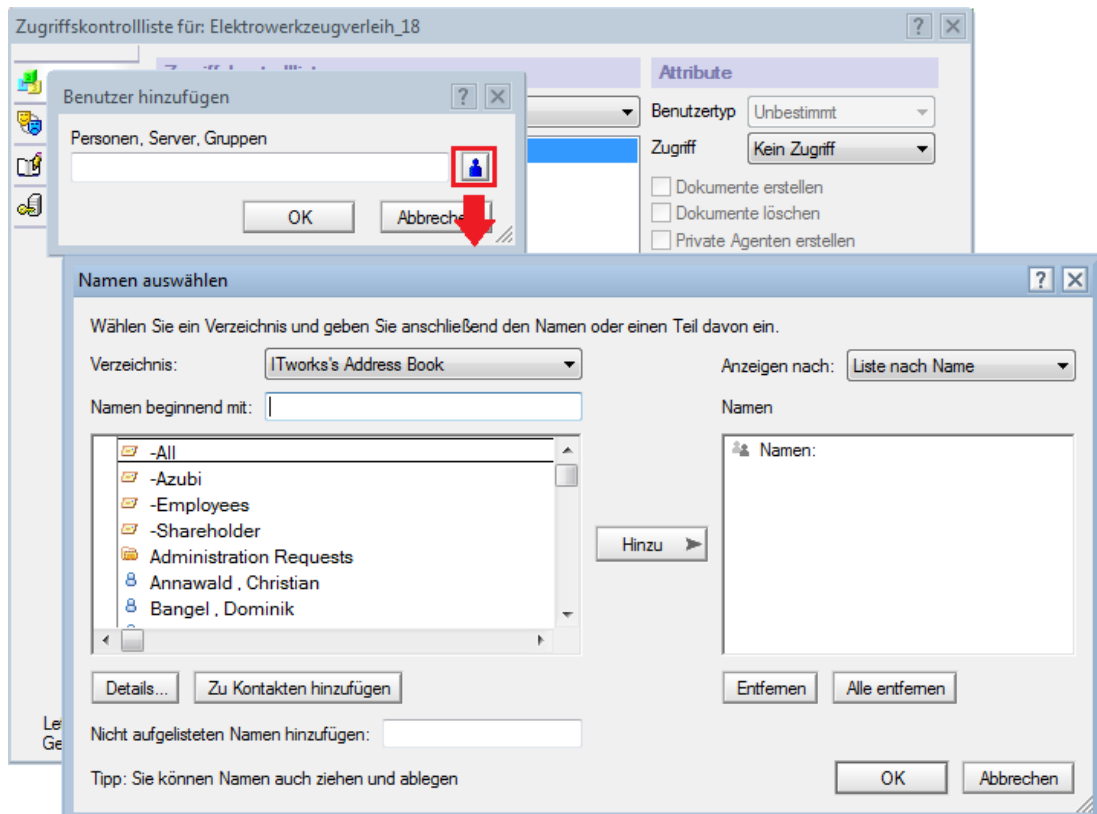 Zugriffskontrollliste für: Elektrowerkzeugverleih_18
Attribute
Benutzer hinzufügen
Benutzertyp Unbestimmt
Personen, Server, Gruppen
Zugriff Kein Zugriff
Dokumente erstellen
OK Abbrechen
Dokumente löschen
Private Agenten erstellen
Namen auswählen
Wählen Sie ein Verzeichnis und geben Sie anschließend den Namen oder einen Teil davon ein.
Verzeichnis: ITworks's Address Book Anzeigen nach: Liste nach Name
Namen beginnend mit: Namen
-All Namen:
-Azubi
-Employees
-Shareholder
Administration Requests Hinzu
Annawald , Christian
Bangel , Dominik
Details... Zu Kontakten hinzufügen Entfernen Alle entfernen
Nicht aufgelisteten Namen hinzufügen:
Tipp: Sie können Namen auch ziehen und ablegen OK Abbrechen